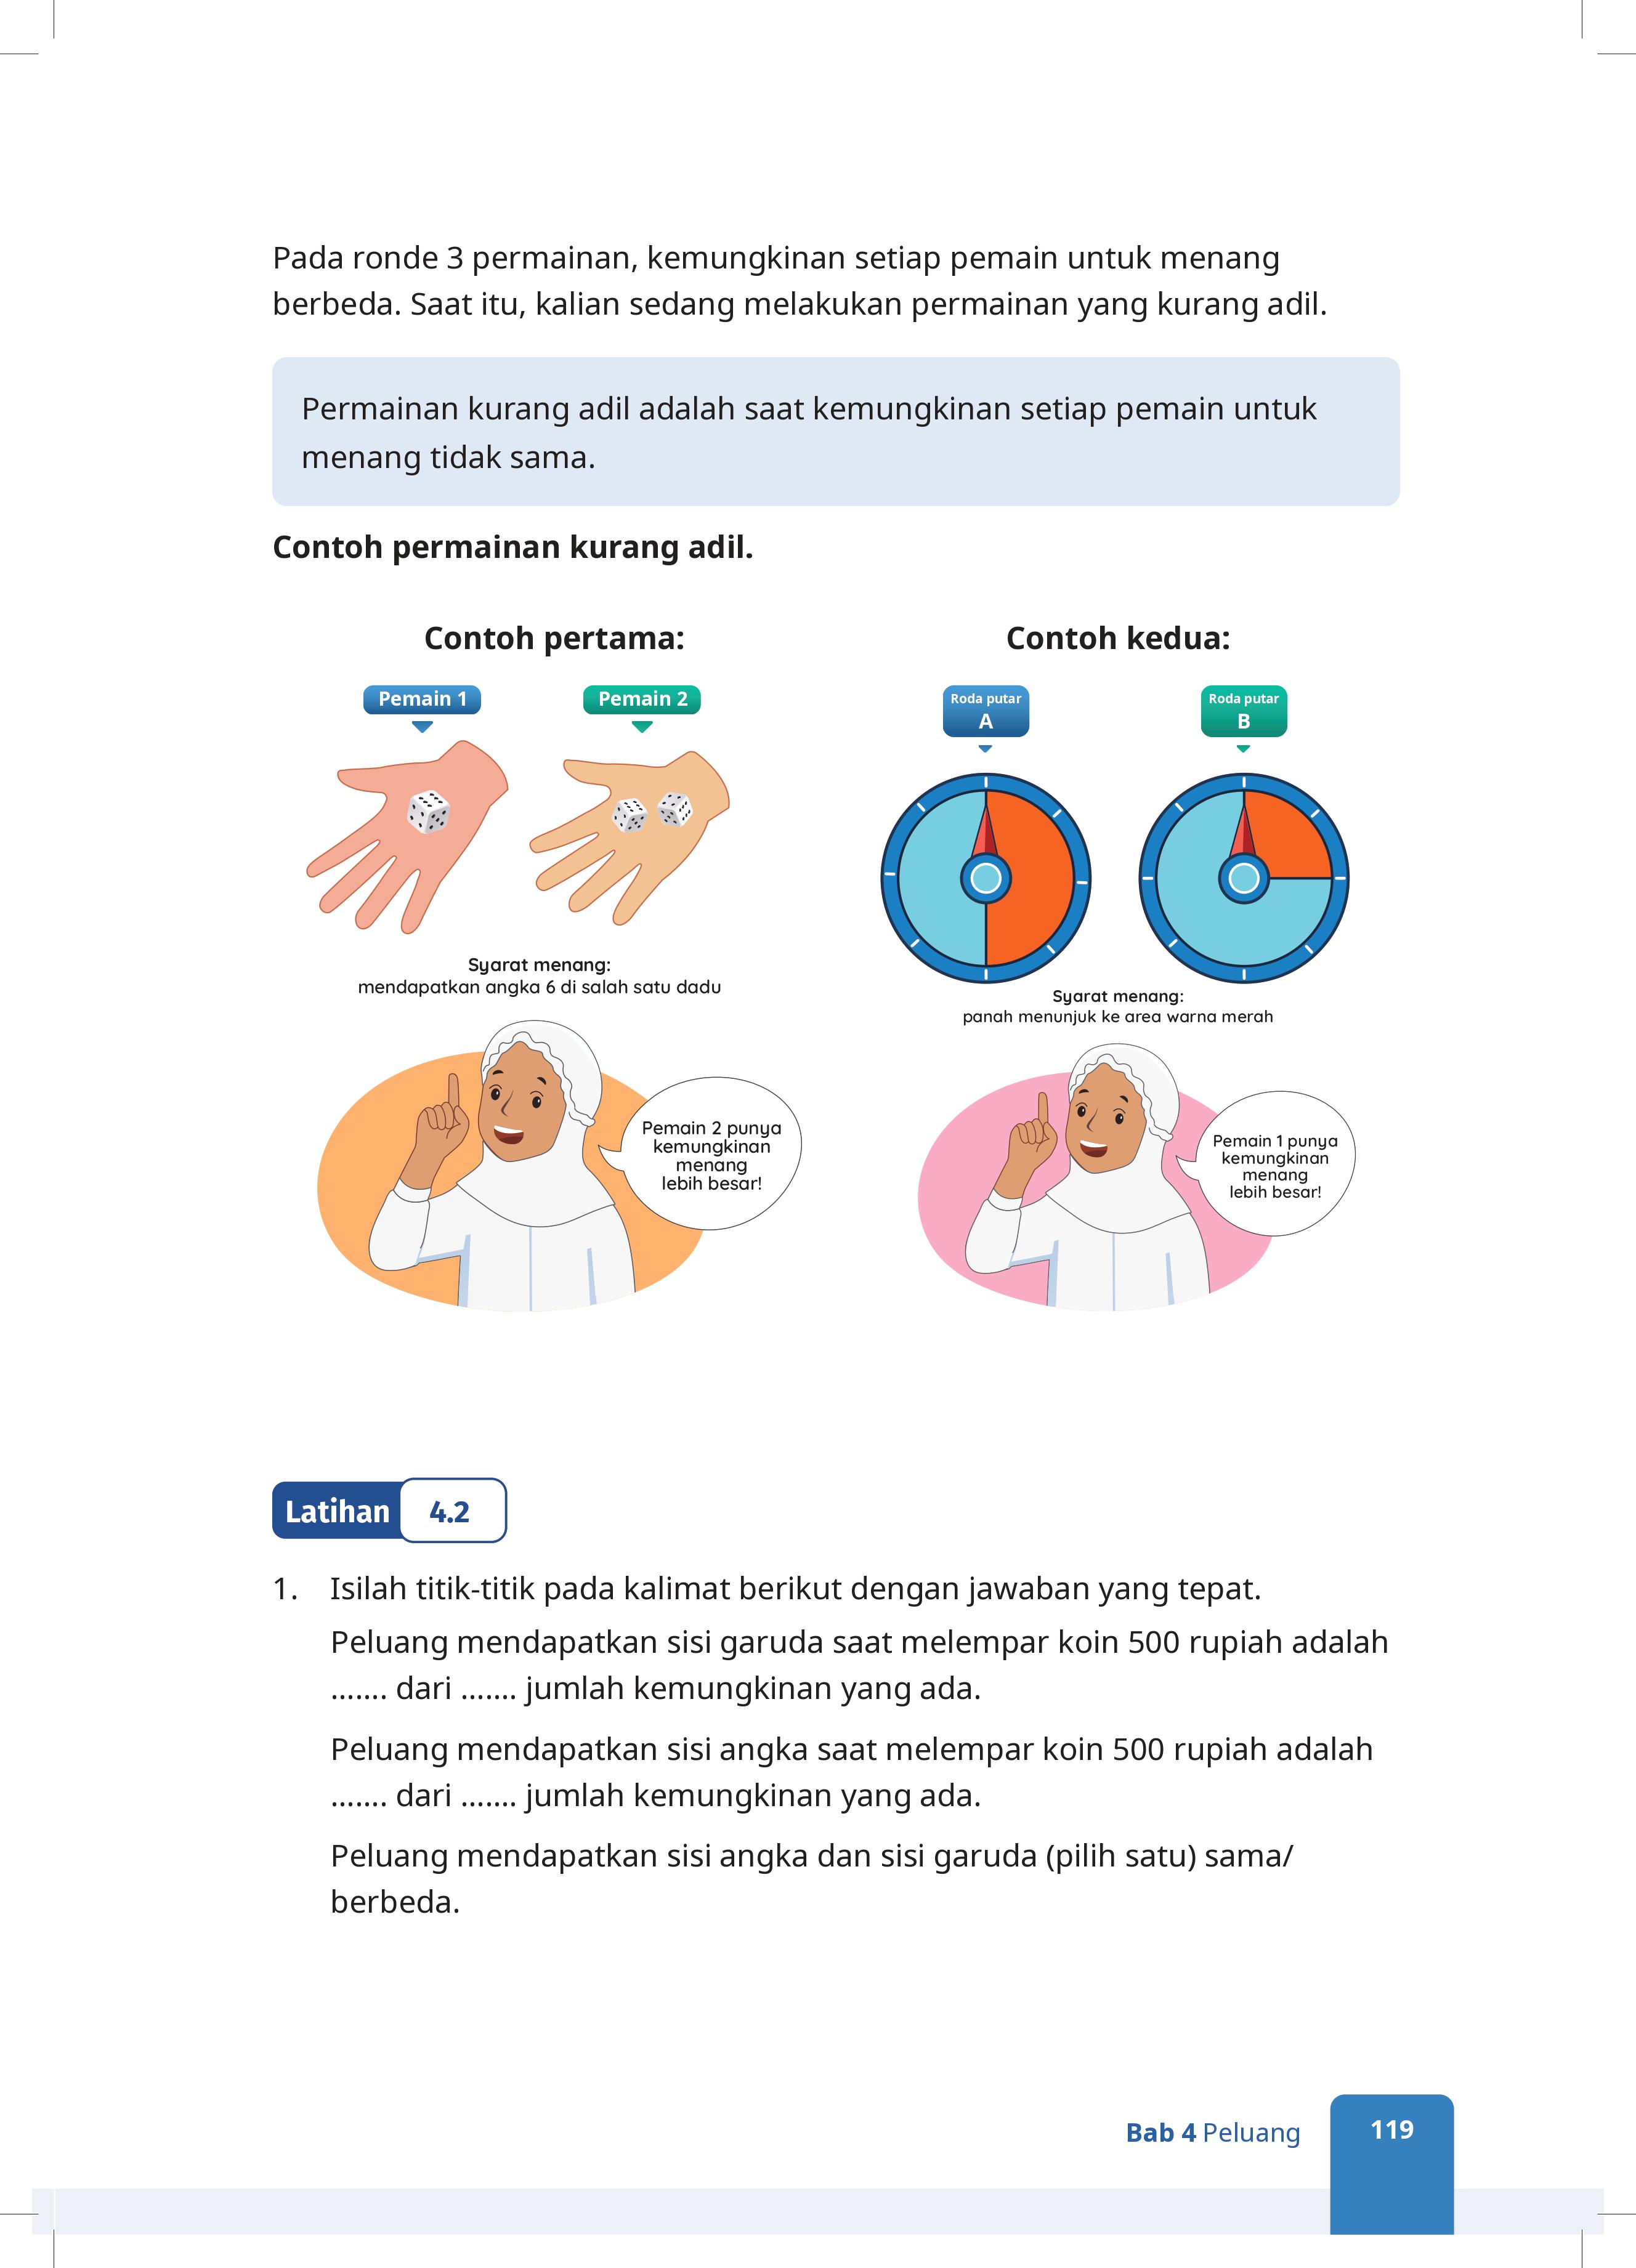 Pada ronde 3 permainan, kemungkinan setiap pemain untuk menang
berbeda. Saat itu, kalian sedang melakukan permainan yang kurang adil.
Permainan kurang adil adalah saat kemungkinan setiap pemain untuk
menang tidak sama.
Contoh permainan kurang adil.
Contoh pertama:
Pemain 1
Pemain 2
Syarat menang:
mendapatkan angka 6 di salah satu dadu
Pemain 2 punya
kemungkinan
menang
lebih besar!
Contoh kedua:
Roda putar
A
Roda putar
B
Syarat menang:
panah menunjuk ke area warna merah
Pemain 1 punya
kemungkinan
menang
lebih besar!
Latihan 4.2
1. Isilah titik-titik pada kalimat berikut dengan jawaban yang tepat.
Peluang mendapatkan sisi garuda saat melempar koin 500 rupiah adalah
....... dari ....... jumlah kemungkinan yang ada.
Peluang mendapatkan sisi angka saat melempar koin 500 rupiah adalah
....... dari ....... jumlah kemungkinan yang ada.
Peluang mendapatkan sisi angka dan sisi garuda (pilih satu) sama/
berbeda.
Bab 4 Peluang
119